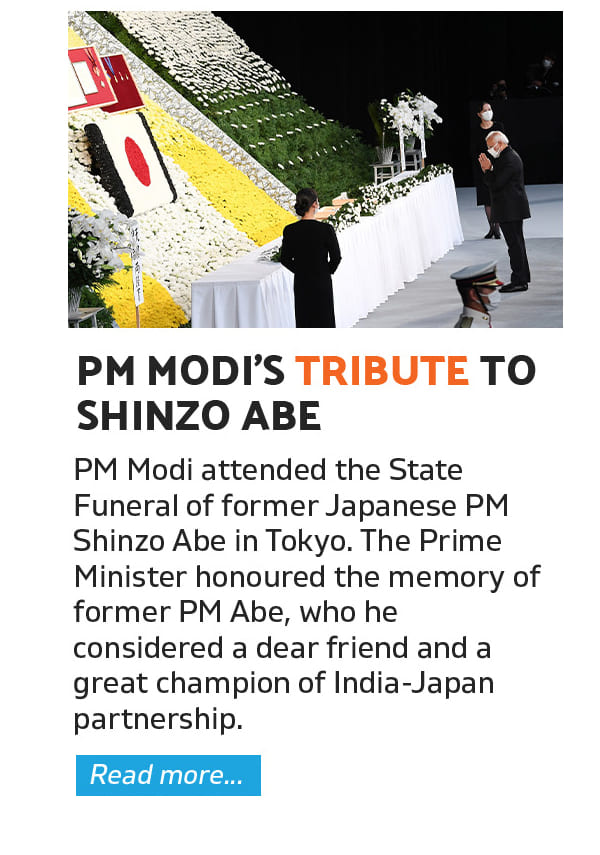 PM MODI'S TRIBUTE TO
SHINZO ABE
PM Modi attended the State
Funeral of former Japanese PM
Shinzo Abe in Tokyo. The Prime
Minister honoured the memory of
former PM Abe, who he
considered a dear friend and a
great champion of India-Japan
partnership.
Read more...